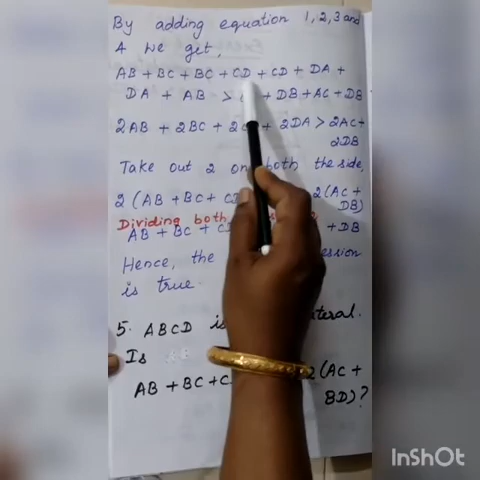 By adding equation 1, 2, 3 and
4 we get,
AB + BC + BC + CD + CD + DA +
DA + AB > + DB + AC + DB
2AB + 2BC + 2 + 2DA > 2AC +
2DB
Take out 2 on both the side,
2 (AB + BC + 2 (AC +
DB)
Dividing both
AB + BC + C + DB
Hence, the
is true.
5. ABCD is
Is
AB + BC + C 2 (AC +
BD)?
InShOt